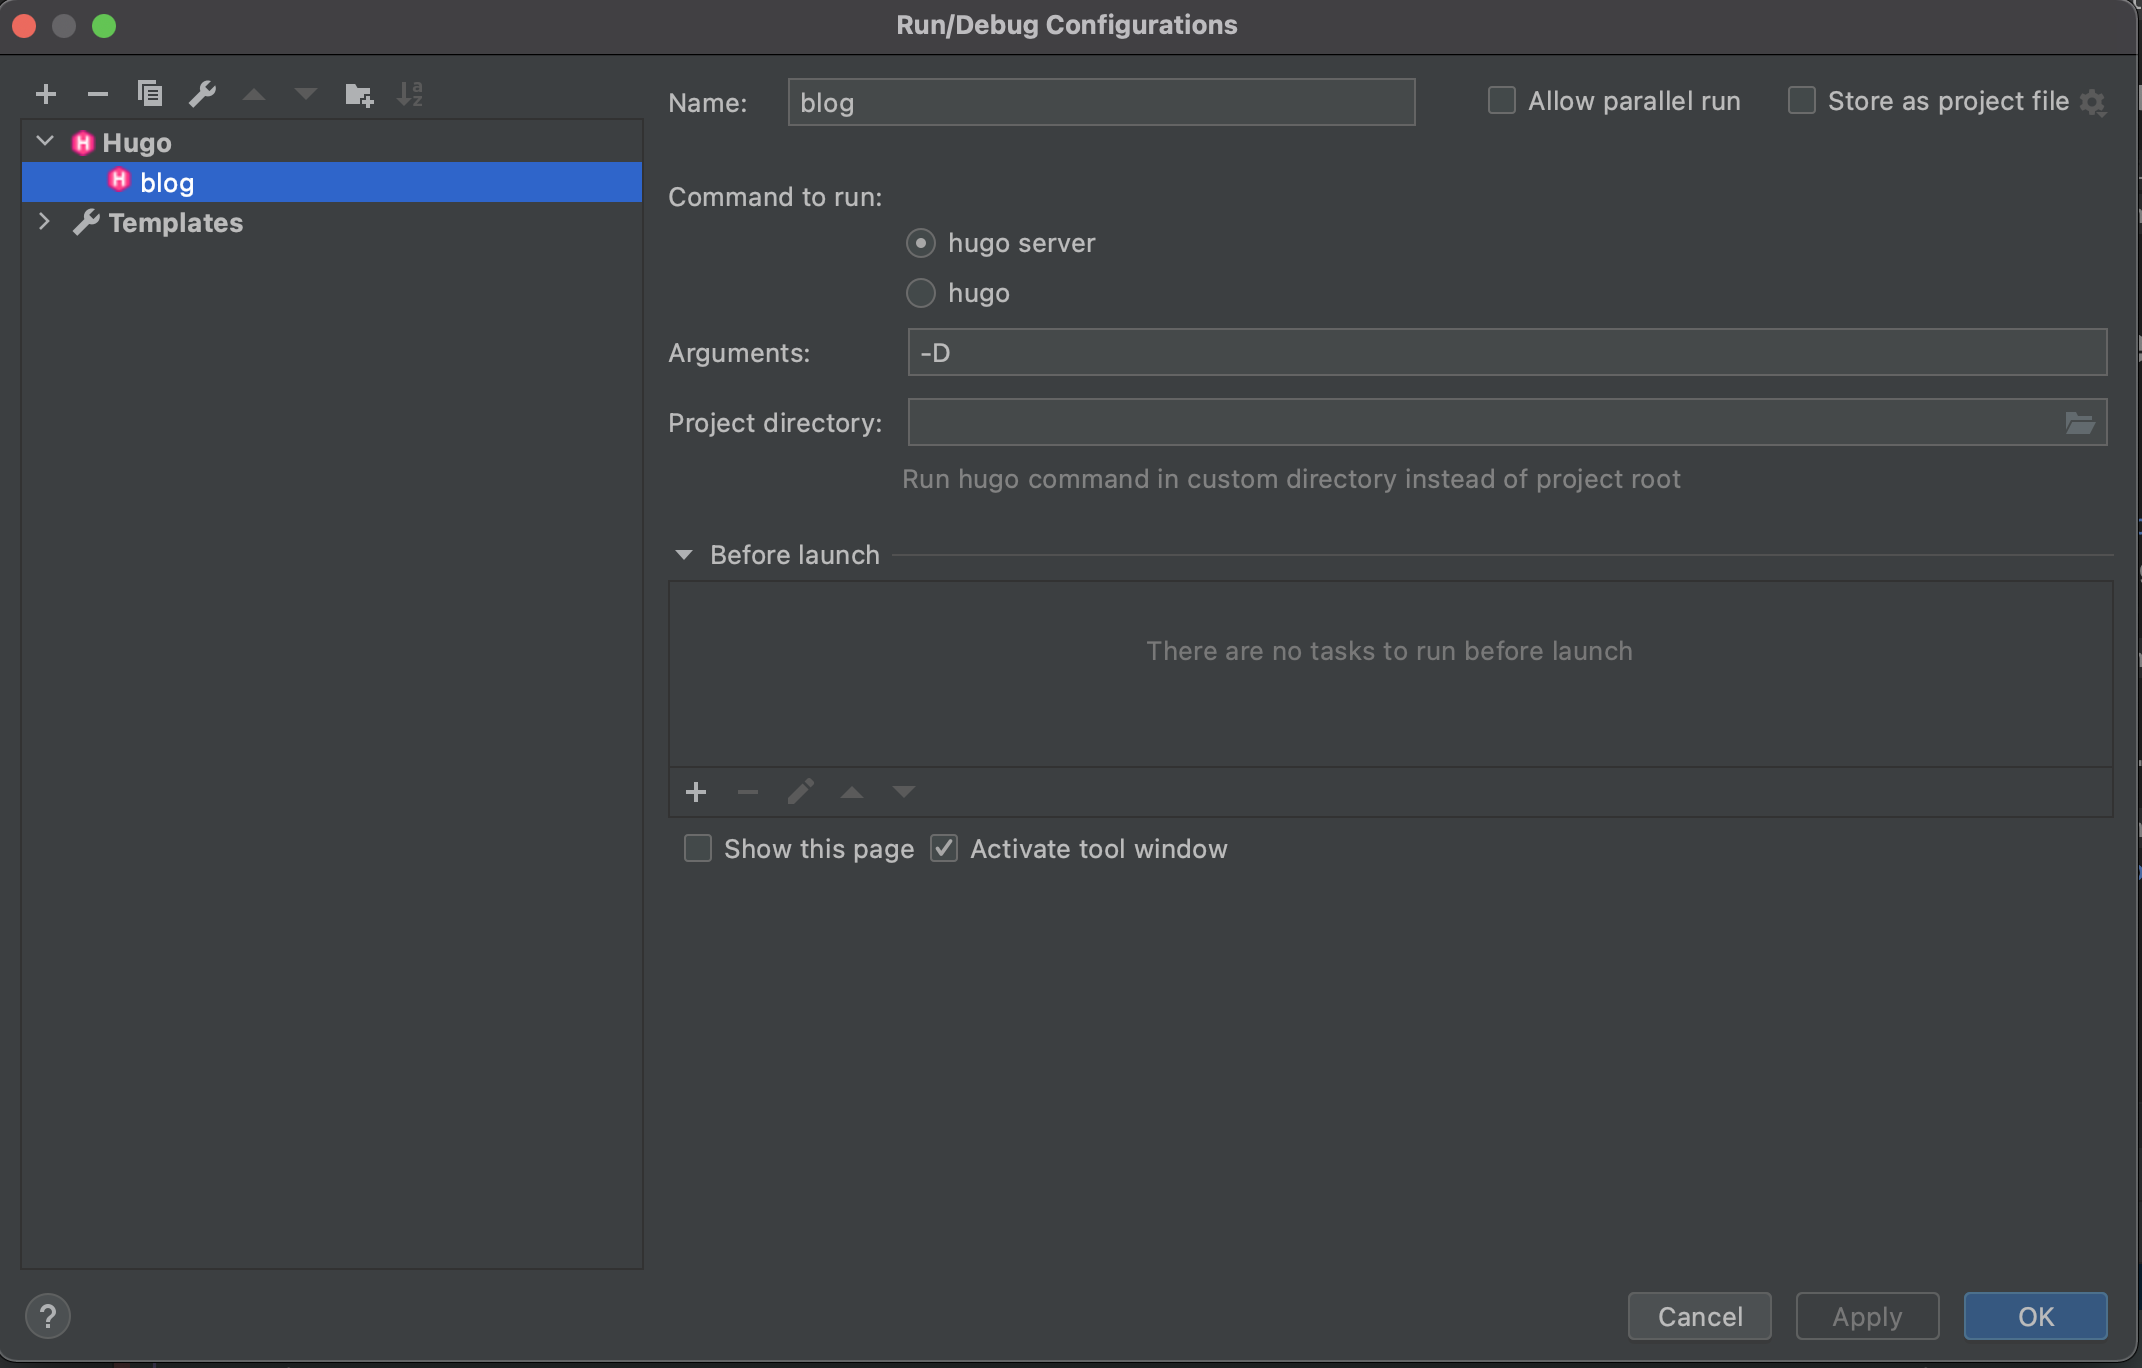 Run/Debug Configurations
Hugo
blog
Templates
Name: blog
Allow parallel run
Store as project file
Command to run:
hugo server
hugo
Arguments: -D
Project directory:
Run hugo command in custom directory instead of project root
Before launch
There are no tasks to run before launch
Show this page
Activate tool window
?
Cancel
Apply
OK